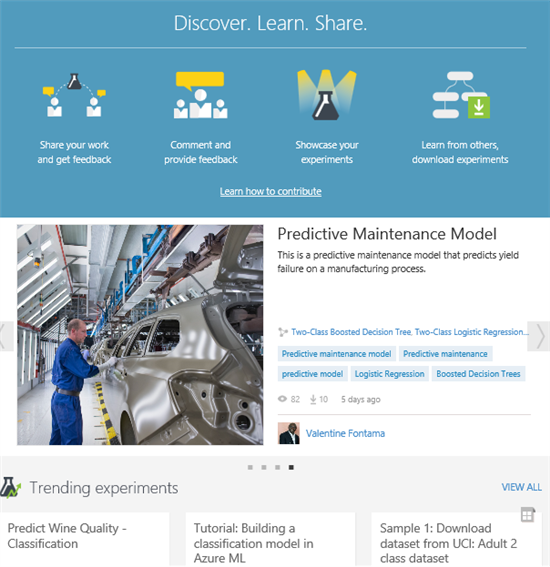 Discover. Learn. Share.
Share your work
and get feedback
Comment and
provide feedback
Showcase your
experiments
Learn from others,
download experiments
Learn how to contribute
Predictive Maintenance Model
This is a predictive maintenance model that predicts yield
failure on a manufacturing process.
Two-Class Boosted Decision Tree, Two-Class Logistic Regression...
Predictive maintenance model
Predictive maintenance
predictive model
Logistic Regression
Boosted Decision Trees
82
10
5 days ago
Valentine Fontama
Trending experiments
VIEW ALL
Predict Wine Quality -
Classification
Tutorial: Building a
classification model in
Azure ML
Sample 1: Download
dataset from UCI: Adult 2
class dataset